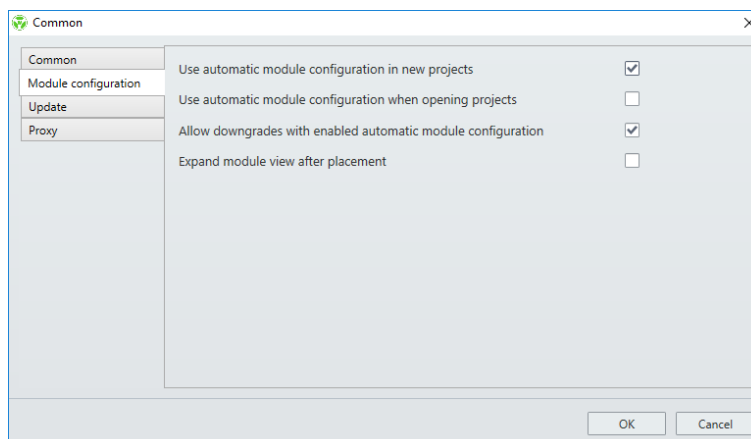 Common
Common
Module configuration
Update
Proxy
Use automatic module configuration in new projects
Use automatic module configuration when opening projects
Allow downgrades with enabled automatic module configuration
Expand module view after placement
OK
Cancel